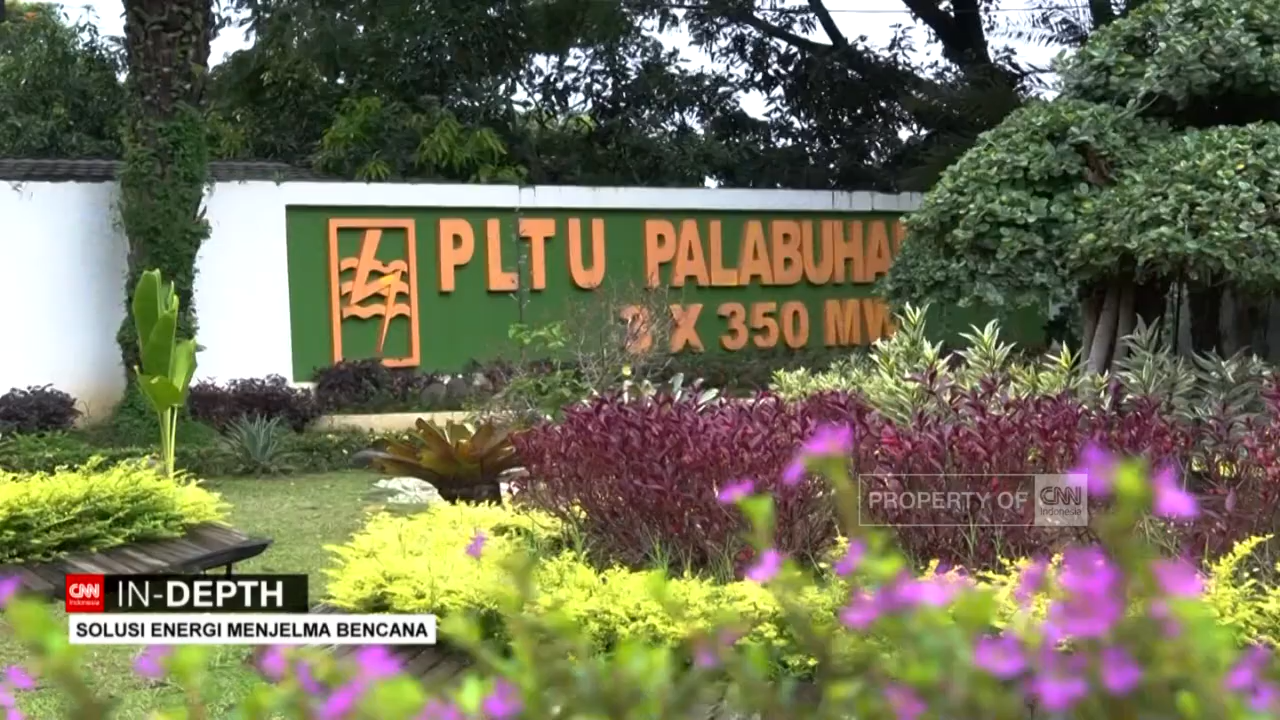 PLTU PALABUHA
3 X 350 MW
PROPERTY OF CNN
Indonesia
CNN
Indonesia
IN-DEPTH
SOLUSI ENERGI MENJELMA BENCANA